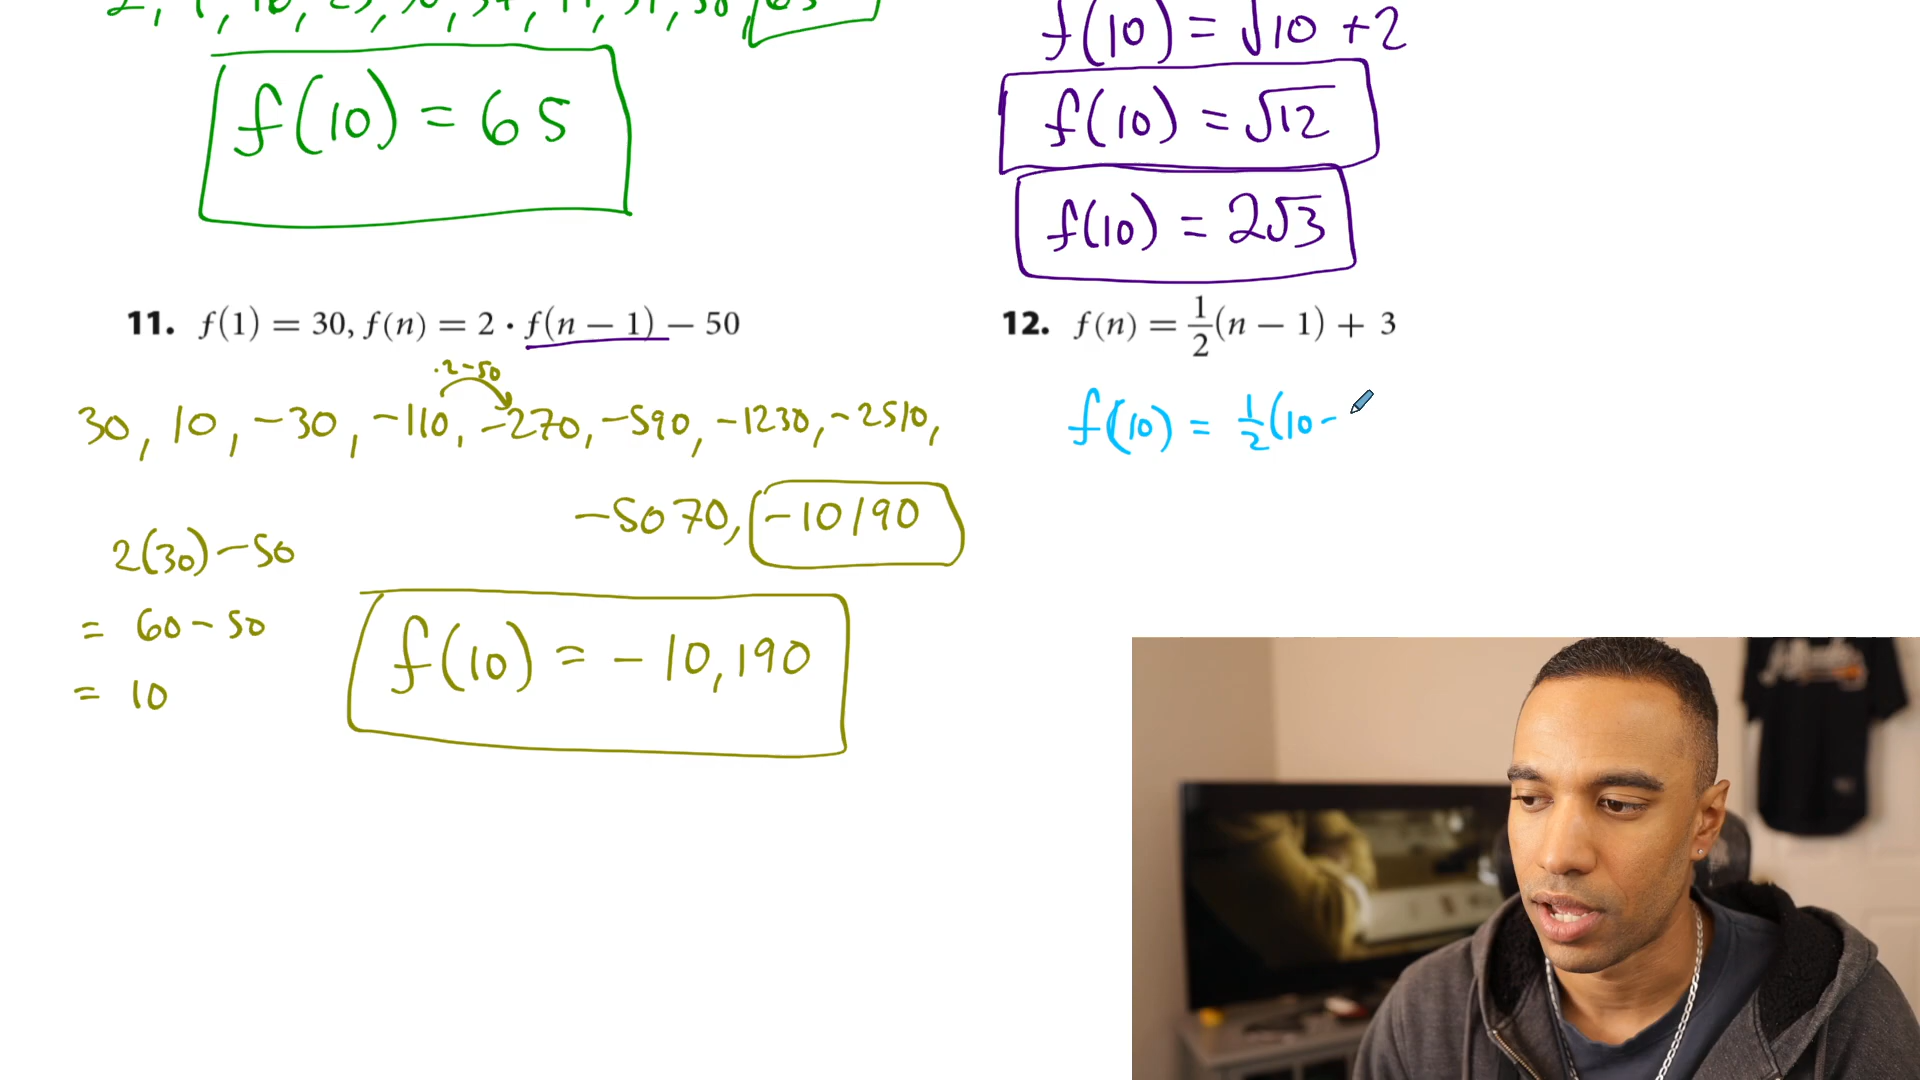 f(10) = 65
f(10) = √10 + 2
f(10) = √12
f(10) = 2√3
11. f(1) = 30, f(n) = 2 · f(n − 1) − 50
·2 −50
30, 10, −30, −110, −270, −590, −1230, −2510,
−5070, −10190
2(30) − 50
= 60 − 50
= 10
f(10) = − 10,190
12. f(n) = 1/2(n − 1) + 3
f(10) = 1/2(10 −